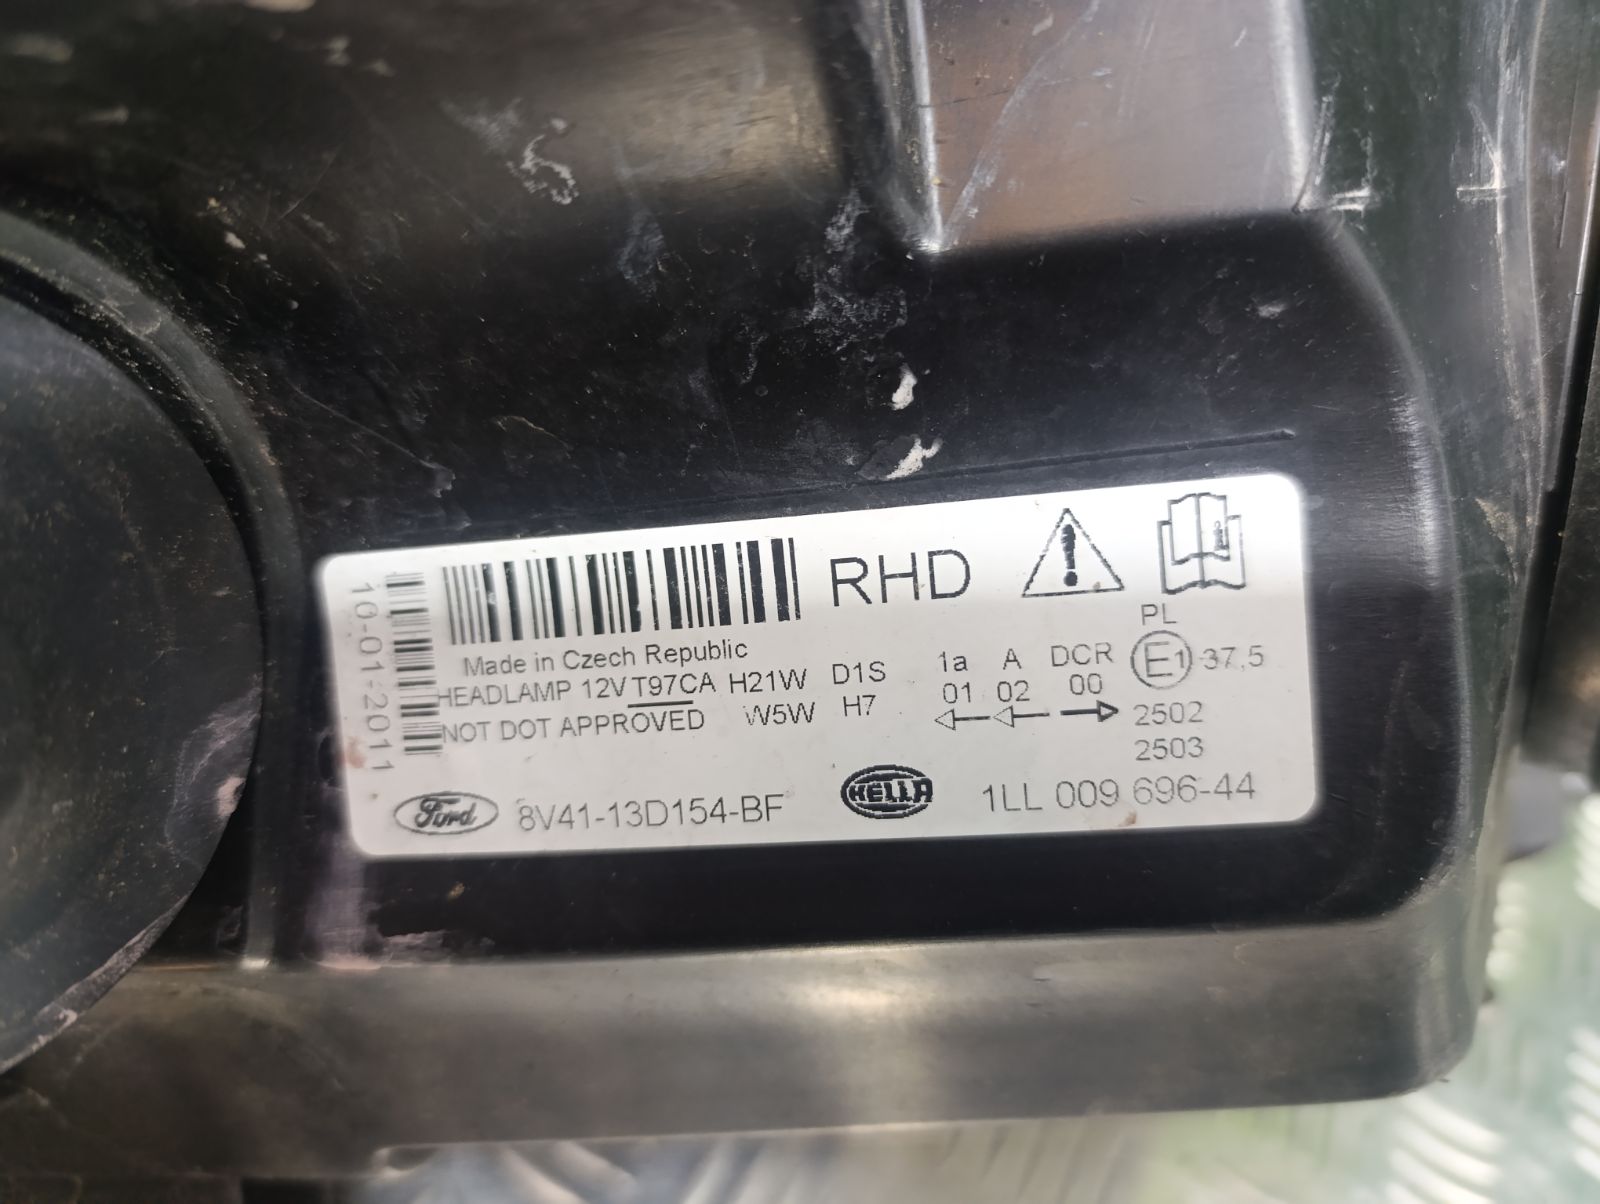 RHD
10-01-2011
Made in Czech Republic
HEADLAMP 12V T97CA H21W D1S
NOT DOT APPROVED W5W H7
1a A DCR
01 02 00
PL
E1 37,5
2502
2503
Ford 8V41-13D154-BF
HELLA 1LL 009 696-44